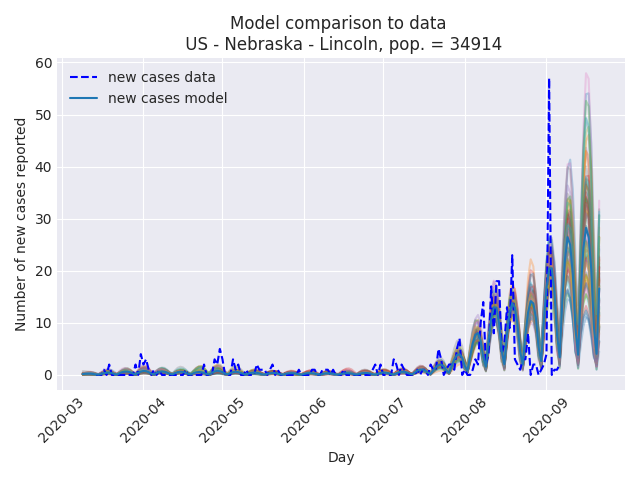 Model comparison to data
US - Nebraska - Lincoln, pop. = 34914
new cases data
new cases model
Number of new cases reported
60
50
40
30
20
10
0
2020-03
2020-04
2020-05
2020-06
2020-07
2020-08
2020-09
Day